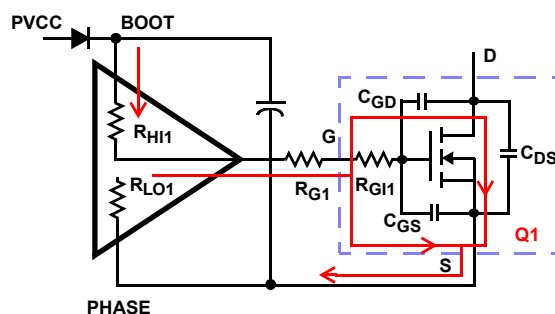 PVCC
BOOT
D
CGD
RHI1
G
CDS
RLO1
RG1
RGI1
CGS
Q1
S
PHASE